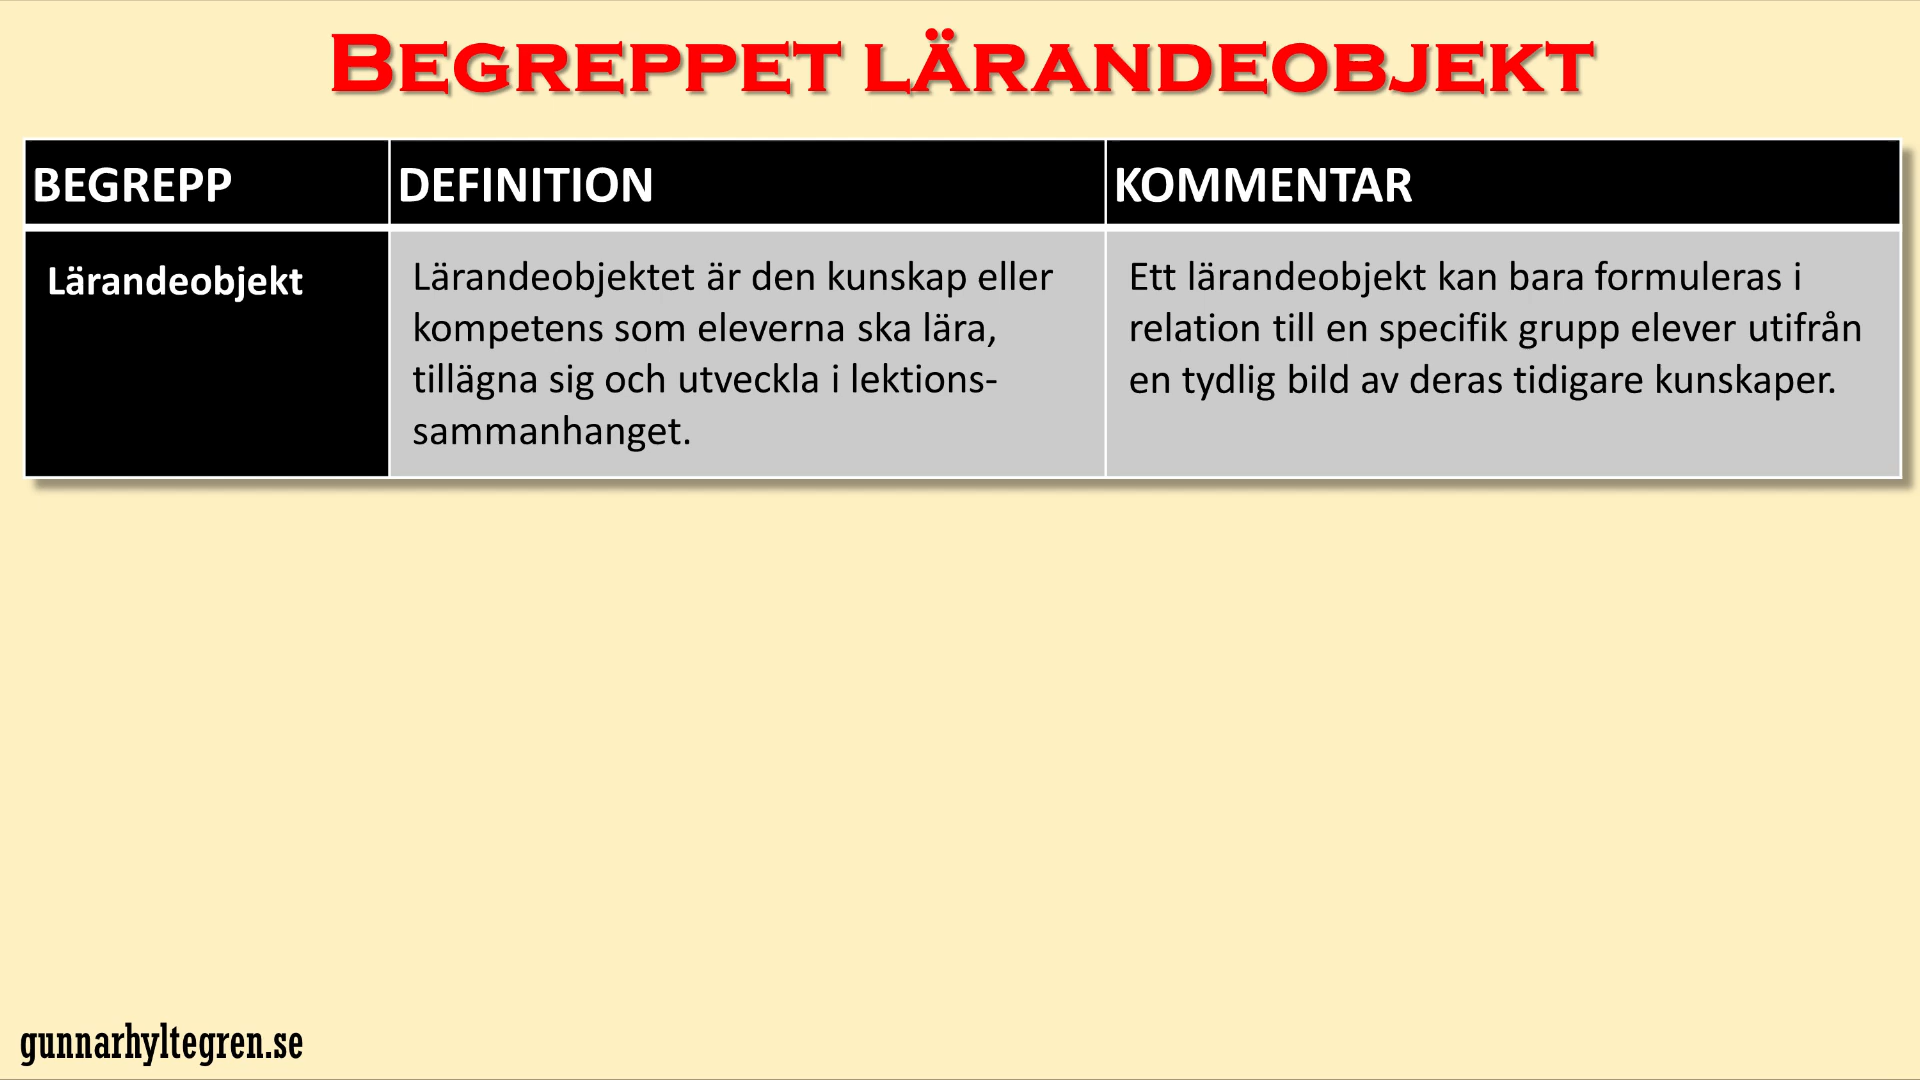 BEGREPPET LÄRANDEOBJEKT
BEGREPP
DEFINITION
KOMMENTAR
Lärandeobjekt
Lärandeobjektet är den kunskap eller
kompetens som eleverna ska lära,
tillägna sig och utveckla i lektions-
sammanhanget.
Ett lärandeobjekt kan bara formuleras i
relation till en specifik grupp elever utifrån
en tydlig bild av deras tidigare kunskaper.
gunnarhyltegren.se